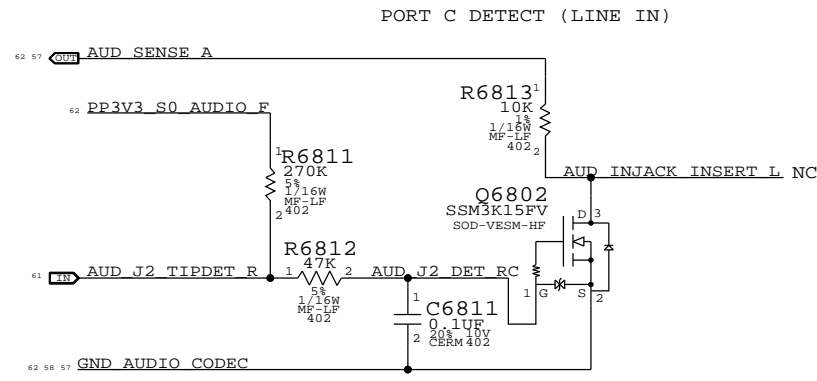 PORT C DETECT (LINE IN)
62 57 OUT AUD_SENSE_A
62 PP3V3_S0_AUDIO_F
R6813 1
10K
1%
1/16W
MF-LF
402
2
1 R6811
270K
5%
1/16W
MF-LF
2 402
AUD_INJACK_INSERT_L NC
Q6802
SSM3K15FV
SOD-VESM-HF
D 3
1 G S 2
R6812
47K
61 IN AUD_J2_TIPDET_R 1 2 AUD_J2_DET_RC
5%
1/16W
MF-LF
402
1 C6811
0.1UF
20% 10V
2 CERM 402
62 58 57 GND_AUDIO_CODEC